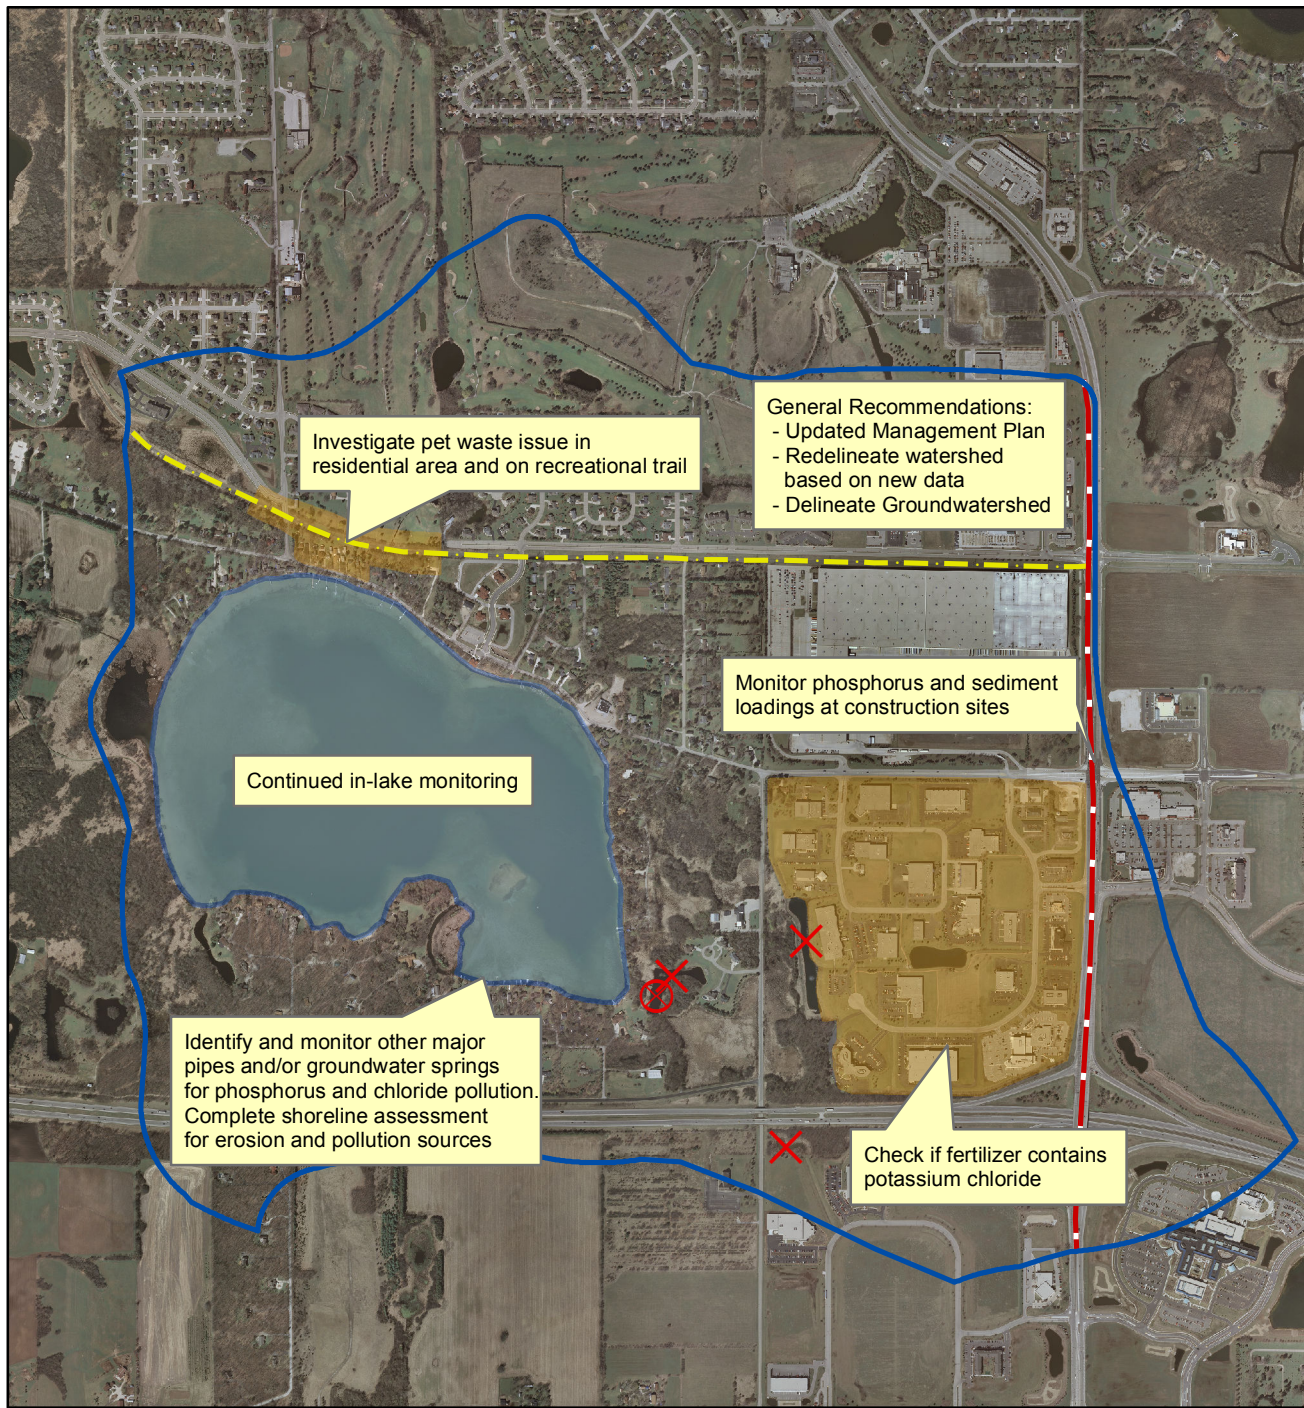 General Recommendations:
- Updated Management Plan
- Redelineate watershed
based on new data
- Delineate Groundwatershed
Investigate pet waste issue in
residential area and on recreational trail
Monitor phosphorus and sediment
loadings at construction sites
Continued in-lake monitoring
Identify and monitor other major
pipes and/or groundwater springs
for phosphorus and chloride pollution.
Complete shoreline assessment
for erosion and pollution sources
Check if fertilizer contains
potassium chloride